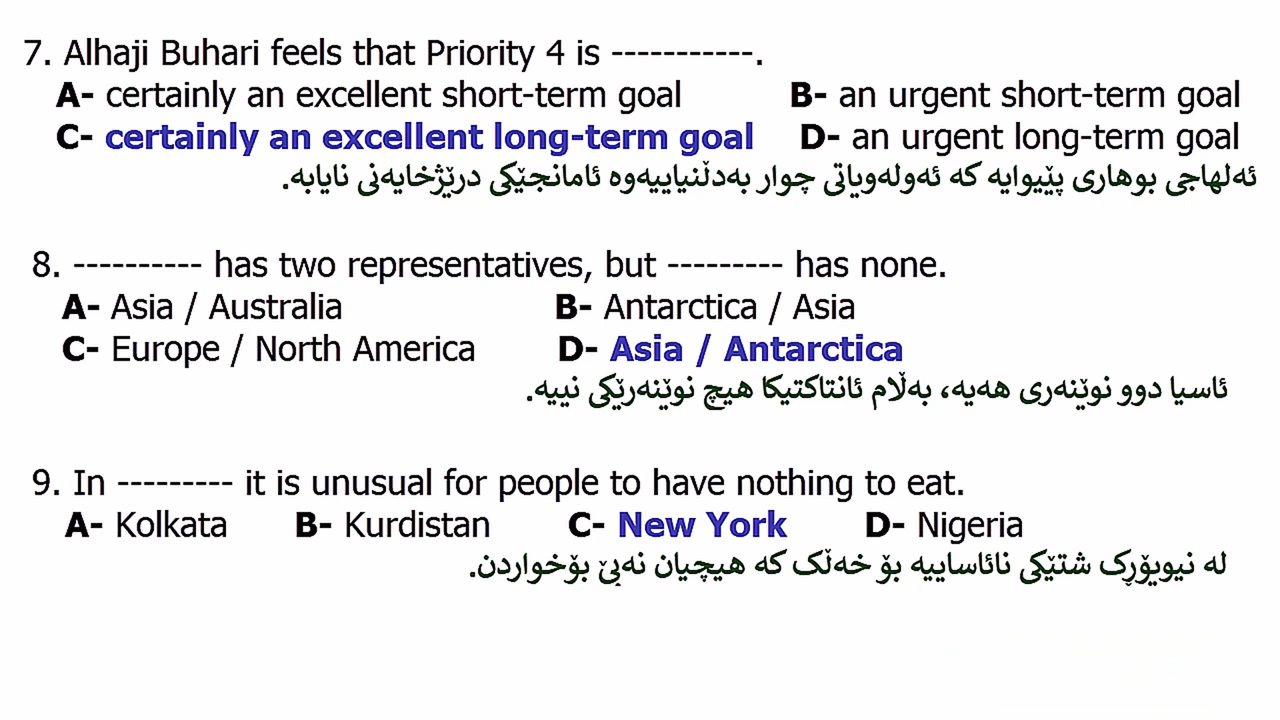 7. Alhaji Buhari feels that Priority 4 is -----------.
A- certainly an excellent short-term goal B- an urgent short-term goal
C- certainly an excellent long-term goal D- an urgent long-term goal
ئەلهاجی بوهاری پێیوایە کە ئەولەویاتی چوار بەدڵنیاییەوە ئامانجێکی درێژخایەنی نایابە.
8. ---------- has two representatives, but --------- has none.
A- Asia / Australia B- Antarctica / Asia
C- Europe / North America D- Asia / Antarctica
ئاسیا دوو نوێنەری هەیە، بەڵام ئانتاکتیکا هیچ نوێنەرێکی نییە.
9. In --------- it is unusual for people to have nothing to eat.
A- Kolkata B- Kurdistan C- New York D- Nigeria
لە نیویۆڕک شتێکی نائاساییە بۆ خەڵک کە هیچیان نەبێ بۆخواردن.